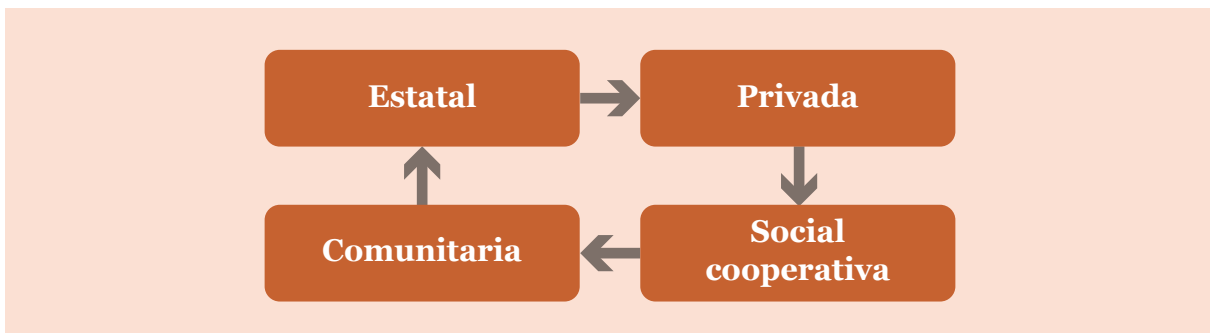 Estatal
Privada
Comunitaria
Social
cooperativa